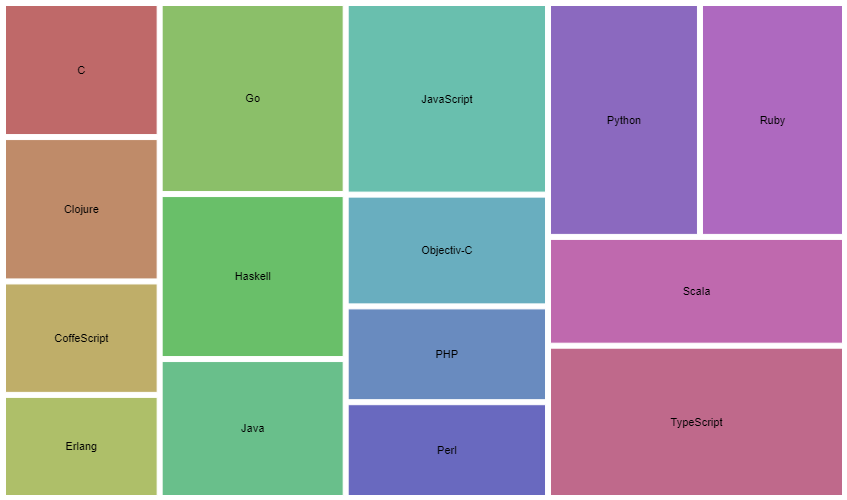 C
Clojure
CoffeScript
Erlang
Go
Haskell
Java
JavaScript
Objectiv-C
PHP
Perl
Python
Ruby
Scala
TypeScript